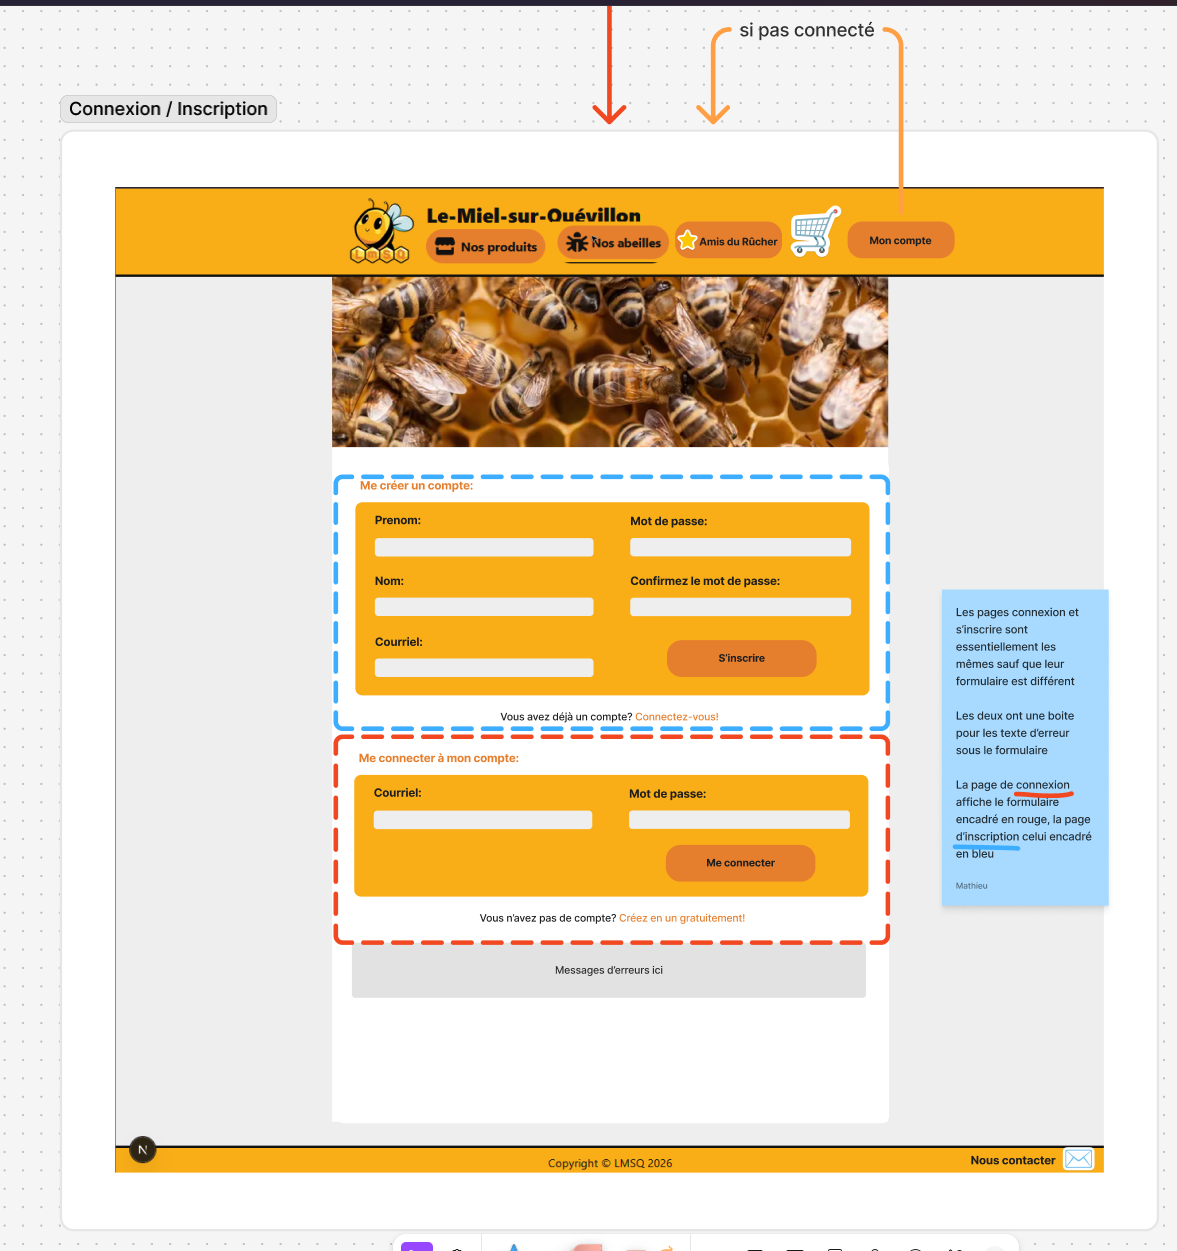 si pas connecté
Connexion / Inscription
Le-Miel-sur-Quévillon
LmSQ
Nos produits
Nos abeilles
Amis du Rûcher
Mon compte
Me créer un compte:
Prenom:
Mot de passe:
Nom:
Confirmez le mot de passe:
Courriel:
S'inscrire
Vous avez déjà un compte? Connectez-vous!
Me connecter à mon compte:
Courriel:
Mot de passe:
Me connecter
Vous n'avez pas de compte? Créez en un gratuitement!
Messages d'erreurs ici
Les pages connexion et
s'inscrire sont
essentiellement les
mêmes sauf que leur
formulaire est différent
Les deux ont une boite
pour les texte d'erreur
sous le formulaire
La page de connexion
affiche le formulaire
encadré en rouge, la page
d'inscription celui encadré
en bleu
Mathieu
N
Copyright © LMSQ 2026
Nous contacter